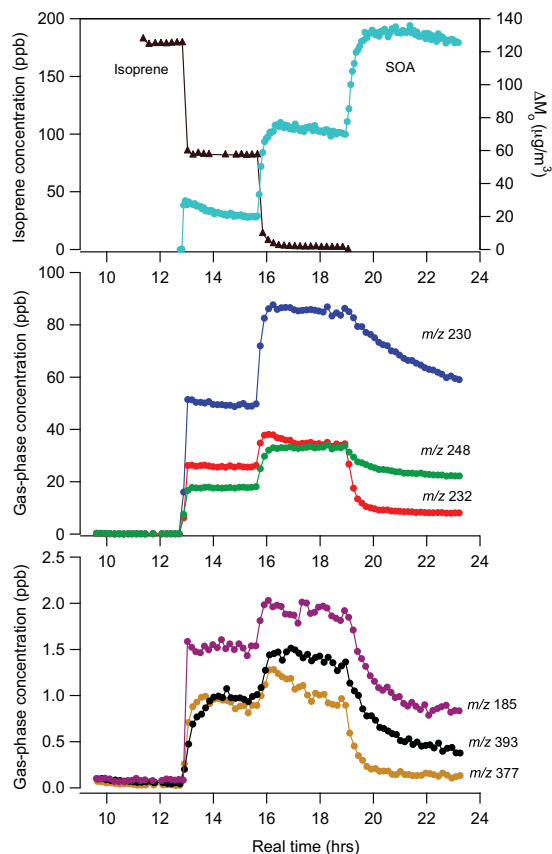 Isoprene concentration (ppb)
200
150
100
50
0
Isoprene
SOA
140
120
100
80
60
40
20
0
ΔMₒ (μg/m³)
10 12 14 16 18 20 22 24
Gas-phase concentration (ppb)
100
80
60
40
20
0
m/z 230
m/z 248
m/z 232
10 12 14 16 18 20 22 24
Gas-phase concentration (ppb)
2.5
2.0
1.5
1.0
0.5
0.0
m/z 185
m/z 393
m/z 377
10 12 14 16 18 20 22 24
Real time (hrs)